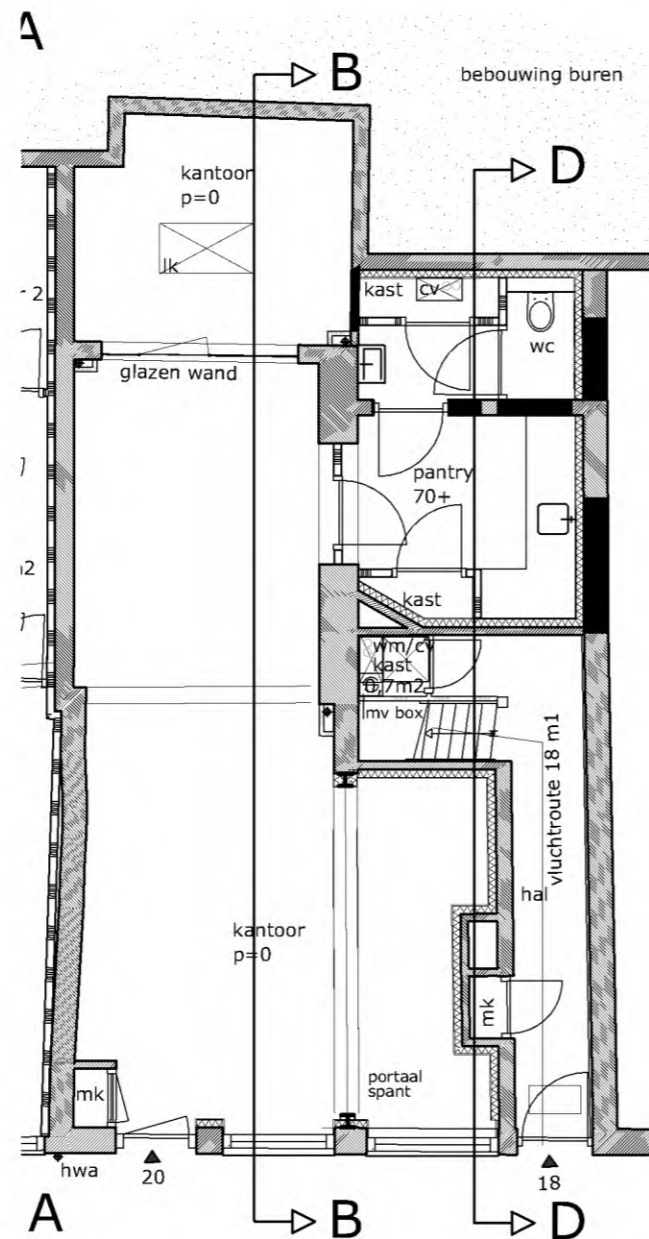 A
B
bebouwing buren
D
kantoor
p=0
lk
kast
cv
2
wc
glazen wand
pantry
70+
m2
kast
wm/cv
kast
0,7m2
mv box
vluchtroute 18 m1
hal
kantoor
p=0
mk
portaal
spant
mk
hwa
20
18
A
B
D